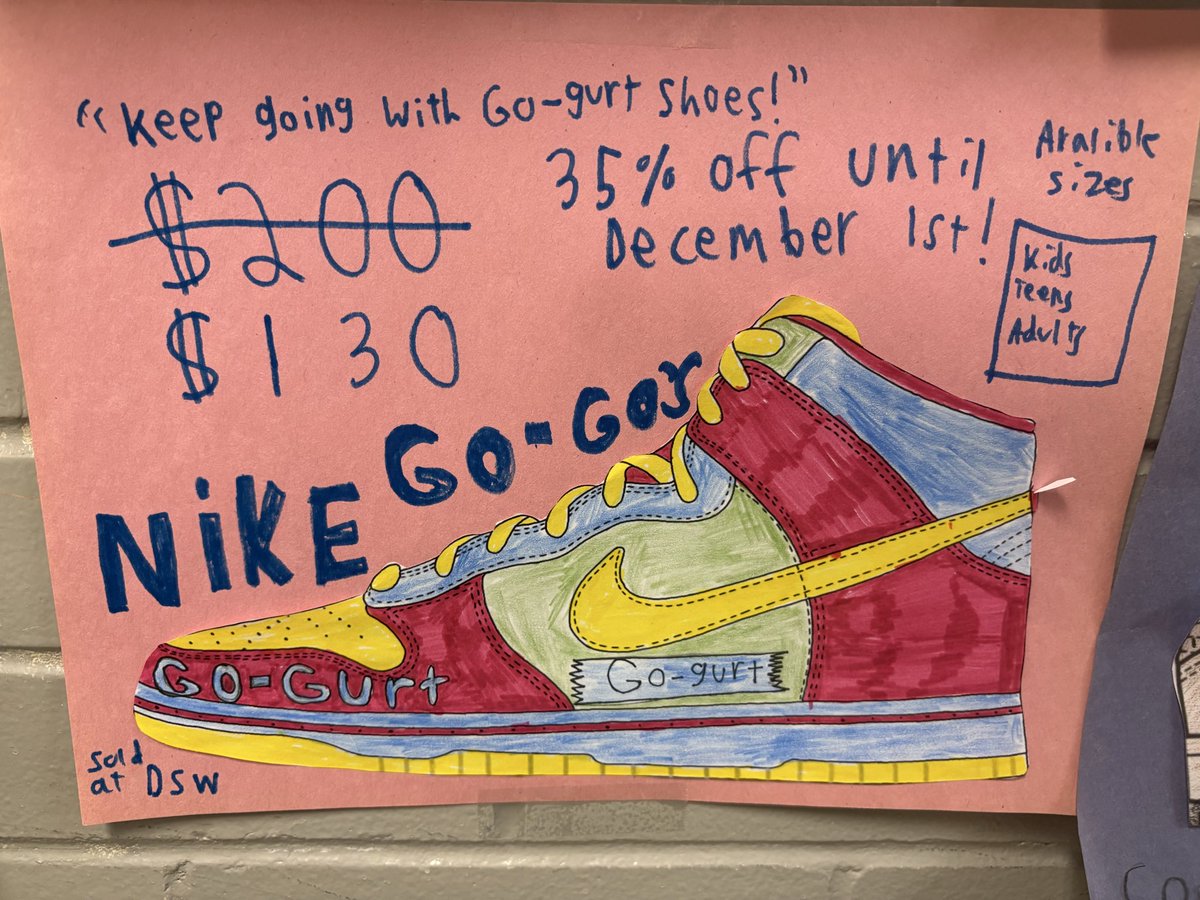 “Keep going with Go-gurt Shoes!”
$200
$130
35% off until
December 1st!
Avalible
sizes
Kids
Teens
Adults
NiKE GO-GOs
GO-Gurt
Go-gurt
Sold
at DSW
Co